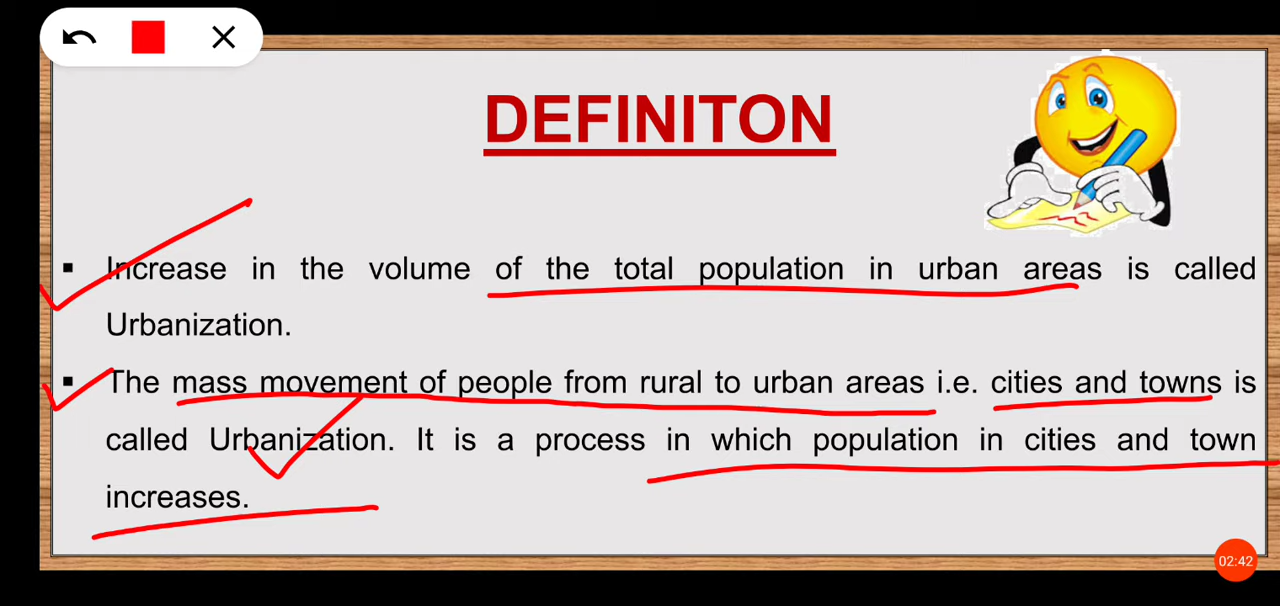 DEFINITON
▪ Increase in the volume of the total population in urban areas is called
Urbanization.
▪ The mass movement of people from rural to urban areas i.e. cities and towns is
called Urbanization. It is a process in which population in cities and town
increases.
02:42